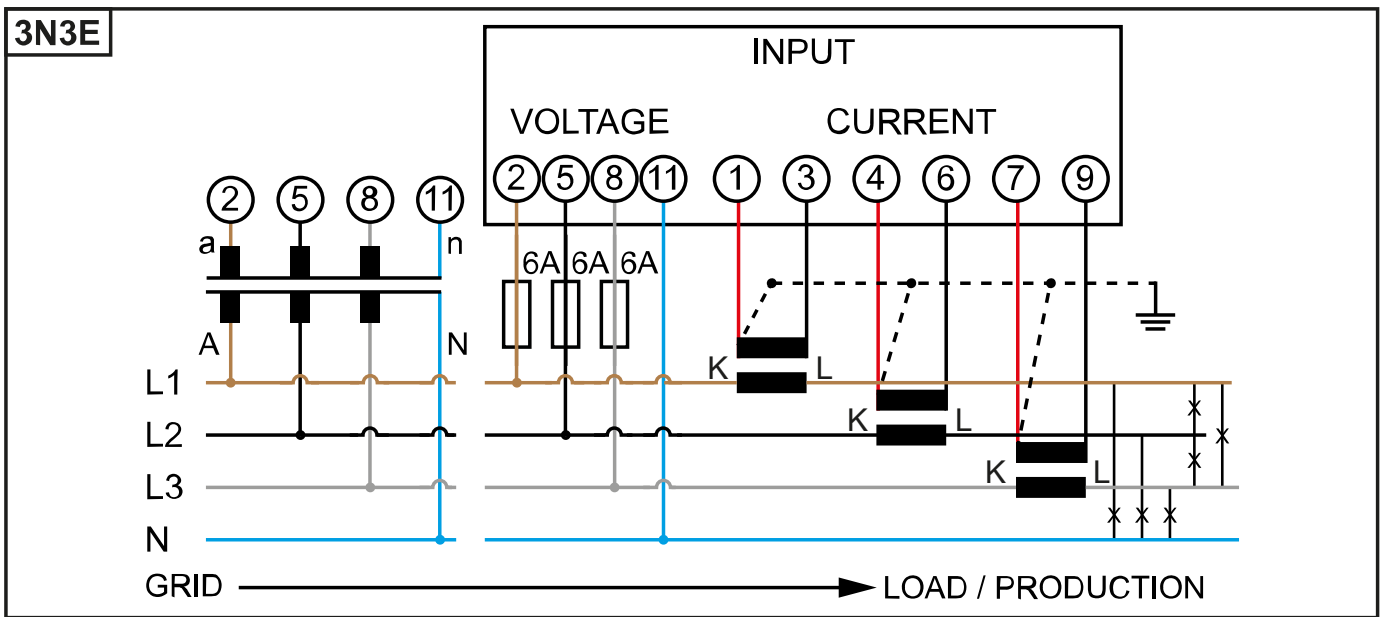 3N3E
INPUT
VOLTAGE CURRENT
2 5 8 11 1 3 4 6 7 9
2 5 8 11
a n
6A 6A 6A
A N
K L
L1
K L
L2
K L
L3
N
GRID LOAD / PRODUCTION